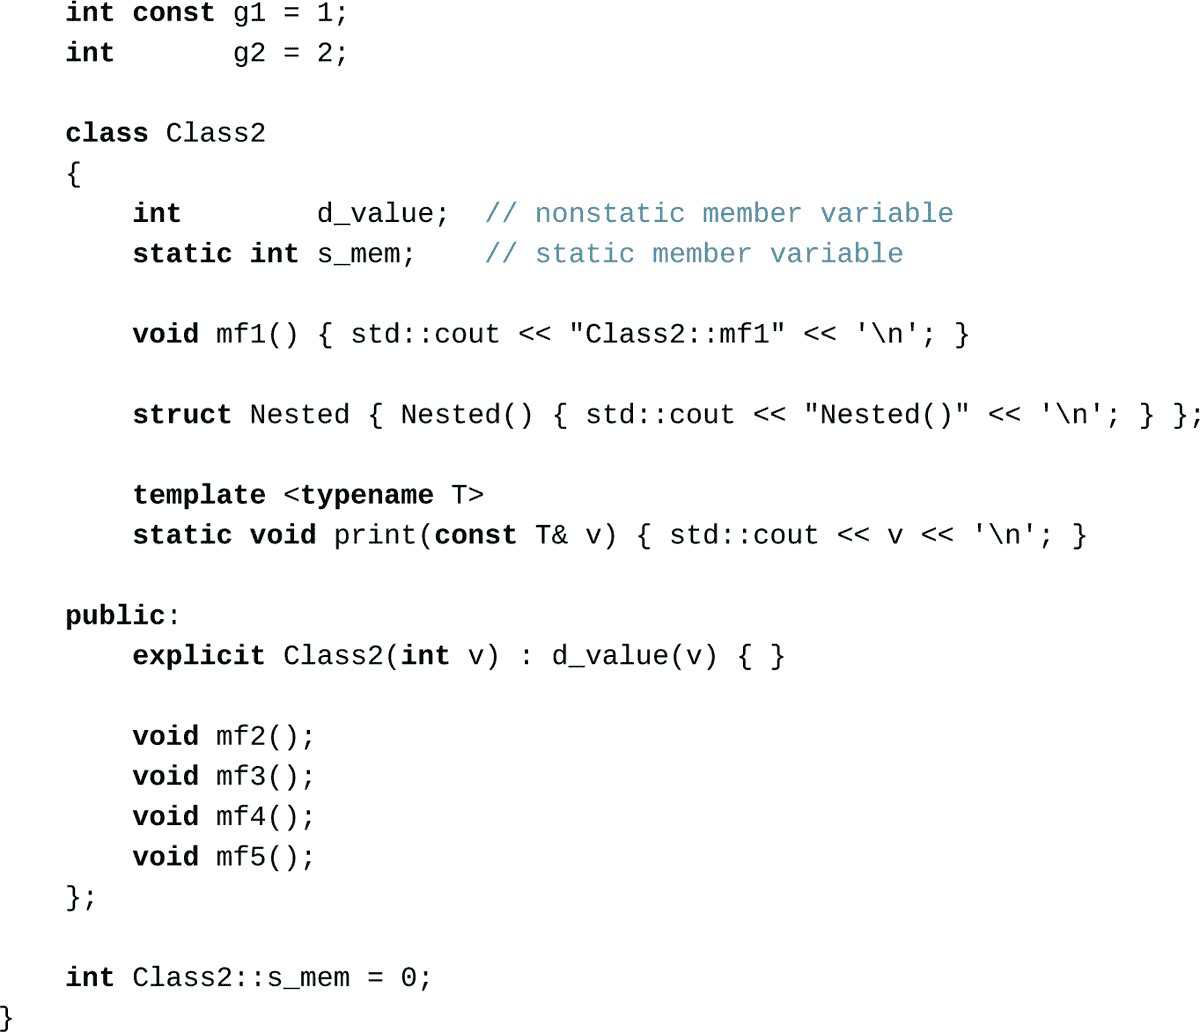 int const g1 = 1;
    int       g2 = 2;

    class Class2
    {
        int        d_value;  // nonstatic member variable
        static int s_mem;    // static member variable

        void mf1() { std::cout << "Class2::mf1" << '\n'; }

        struct Nested { Nested() { std::cout << "Nested()" << '\n'; } };

        template <typename T>
        static void print(const T& v) { std::cout << v << '\n'; }

    public:
        explicit Class2(int v) : d_value(v) { }

        void mf2();
        void mf3();
        void mf4();
        void mf5();
    };

    int Class2::s_mem = 0;
}